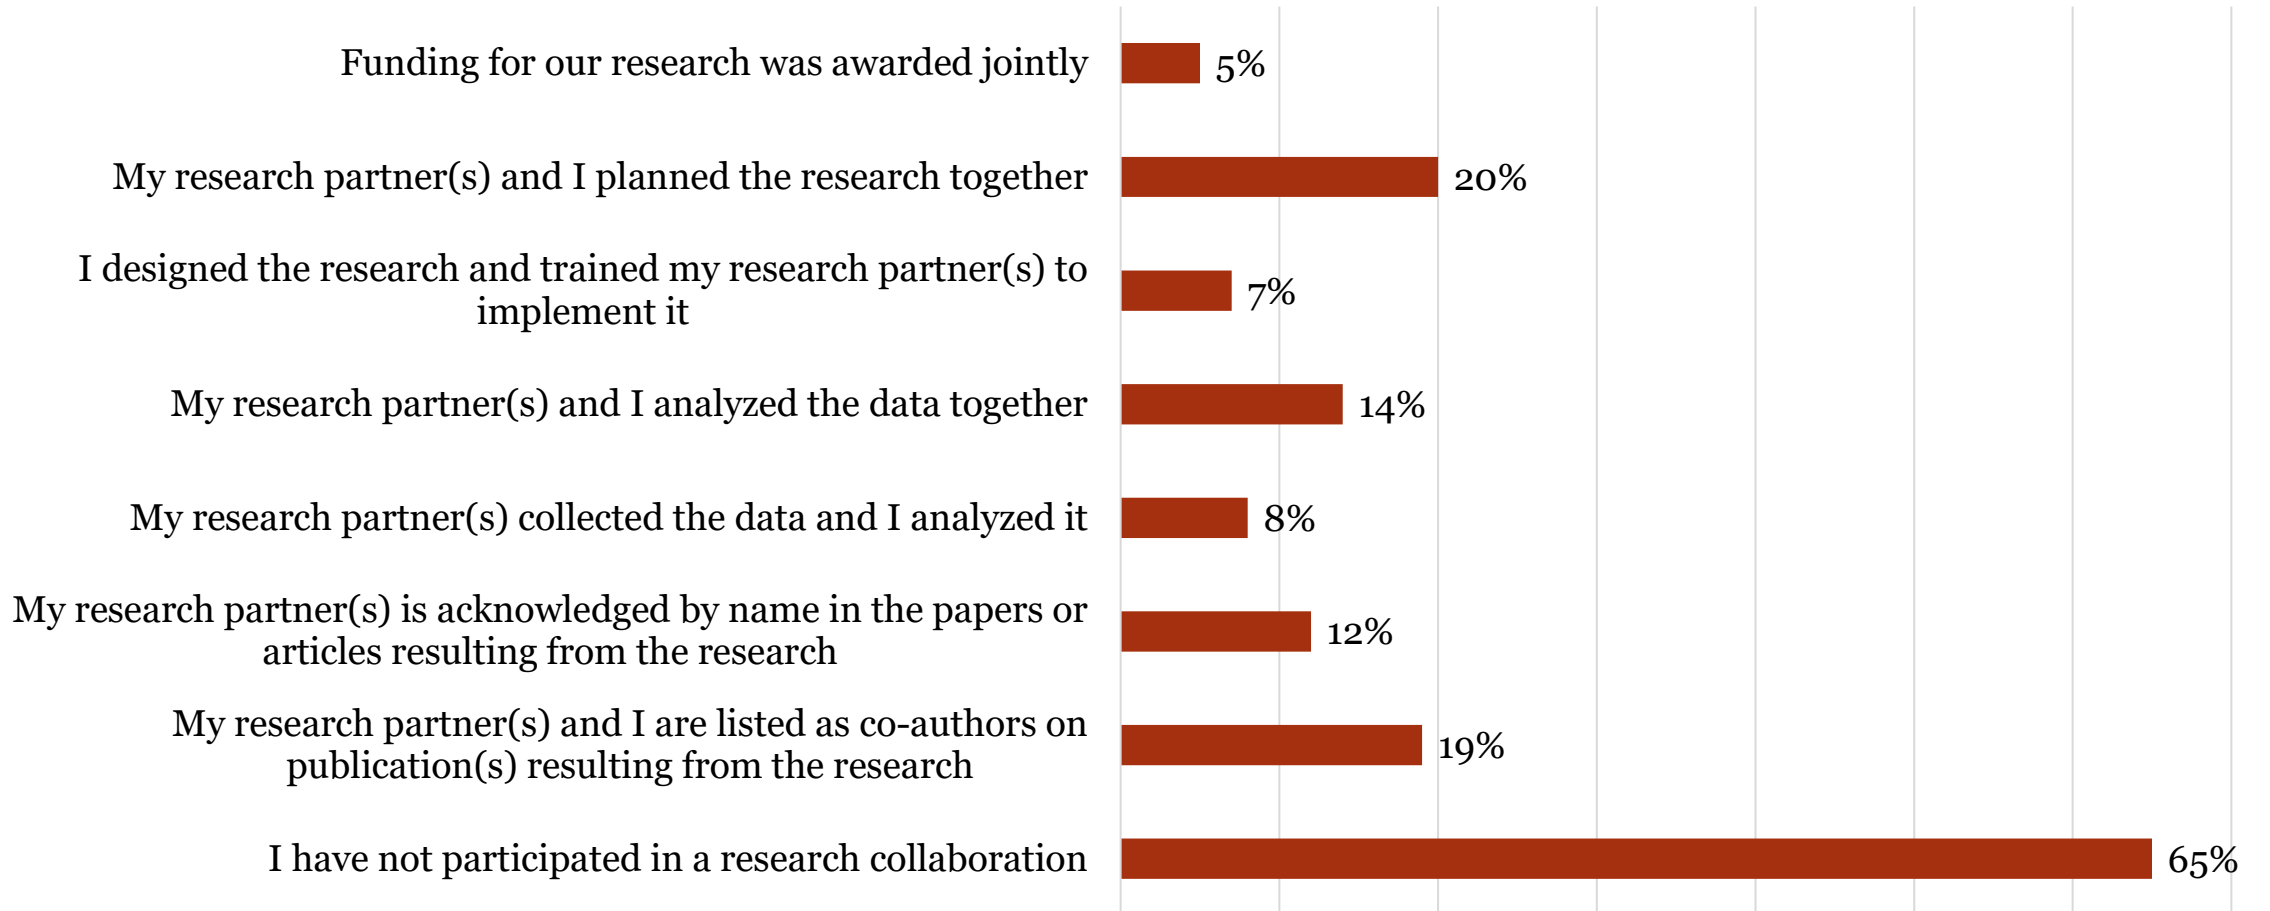 Funding for our research was awarded jointly
5%
My research partner(s) and I planned the research together
20%
I designed the research and trained my research partner(s) to
implement it
7%
My research partner(s) and I analyzed the data together
14%
My research partner(s) collected the data and I analyzed it
8%
My research partner(s) is acknowledged by name in the papers or
articles resulting from the research
12%
My research partner(s) and I are listed as co-authors on
publication(s) resulting from the research
19%
I have not participated in a research collaboration
65%